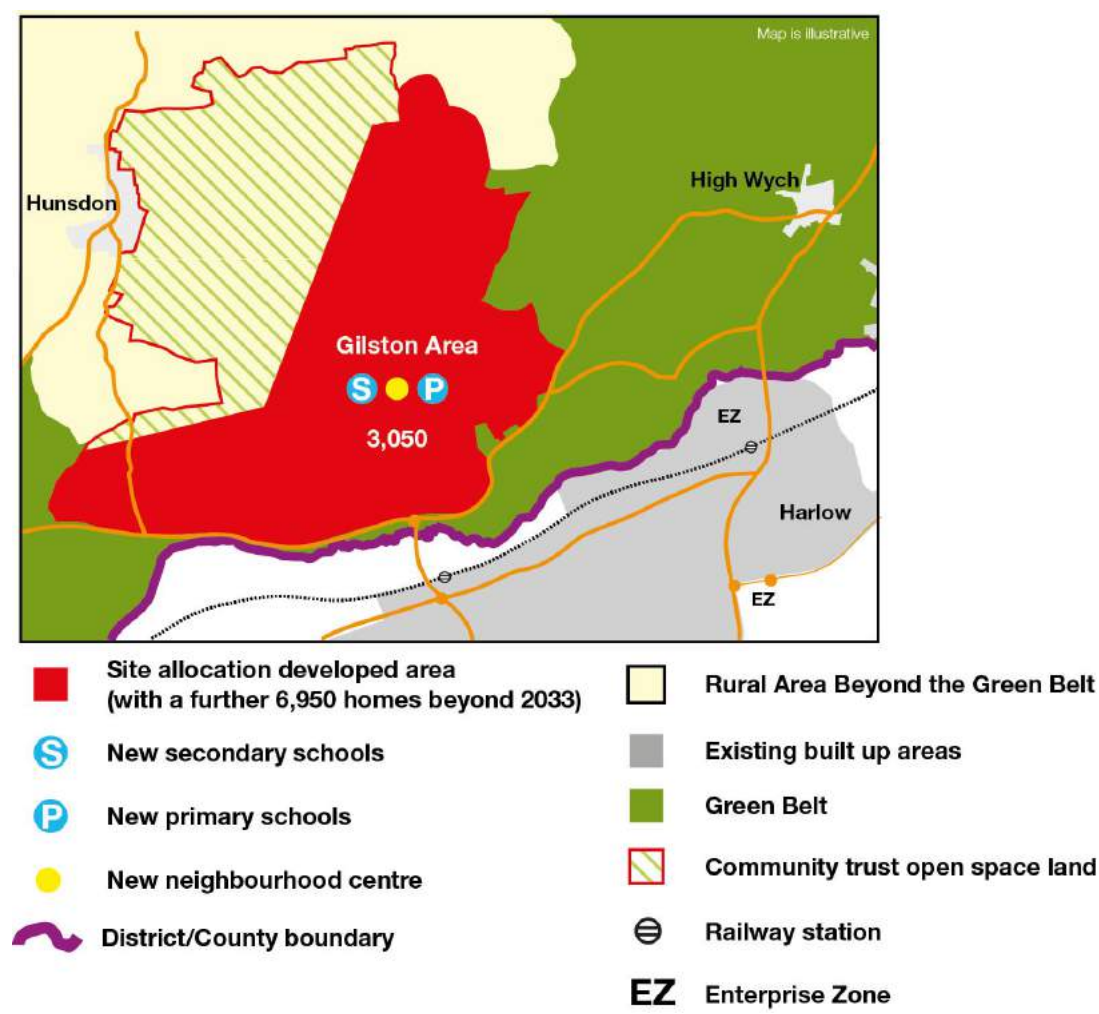 Map is illustrative
High Wych
Hunsdon
Gilston Area
S P
3,050
EZ
Harlow
EZ
Site allocation developed area
(with a further 6,950 homes beyond 2033)
S New secondary schools
P New primary schools
New neighbourhood centre
District/County boundary
Rural Area Beyond the Green Belt
Existing built up areas
Green Belt
Community trust open space land
Railway station
EZ Enterprise Zone